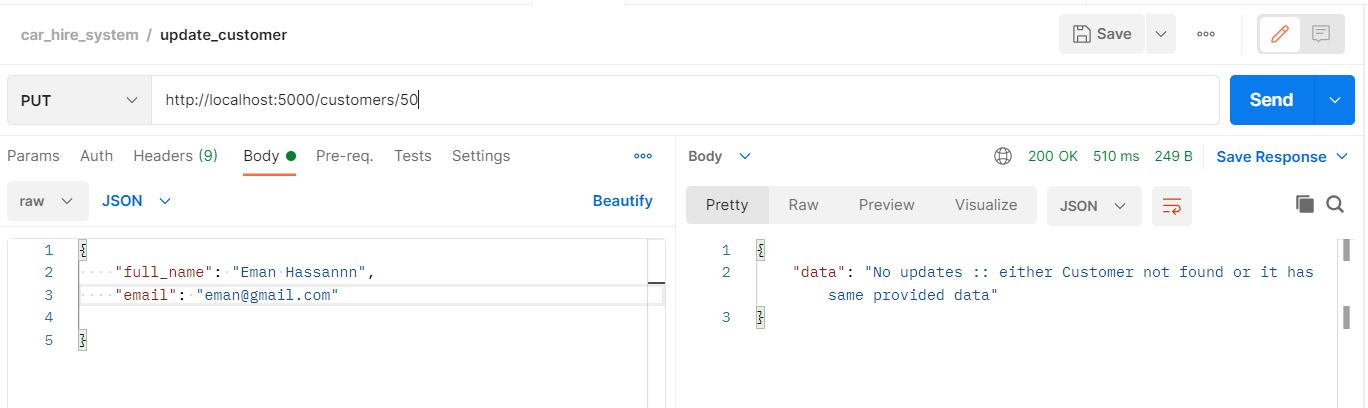 car_hire_system / update_customer
Save
PUT
http://localhost:5000/customers/50
Send
Params Auth Headers (9) Body Pre-req. Tests Settings
Body 200 OK 510 ms 249 B Save Response
raw JSON Beautify
Pretty Raw Preview Visualize JSON
1 {
2 "full_name": "Eman Hassannn",
3 "email": "eman@gmail.com"
4
5 }
1 {
2 "data": "No updates :: either Customer not found or it has
same provided data"
3 }